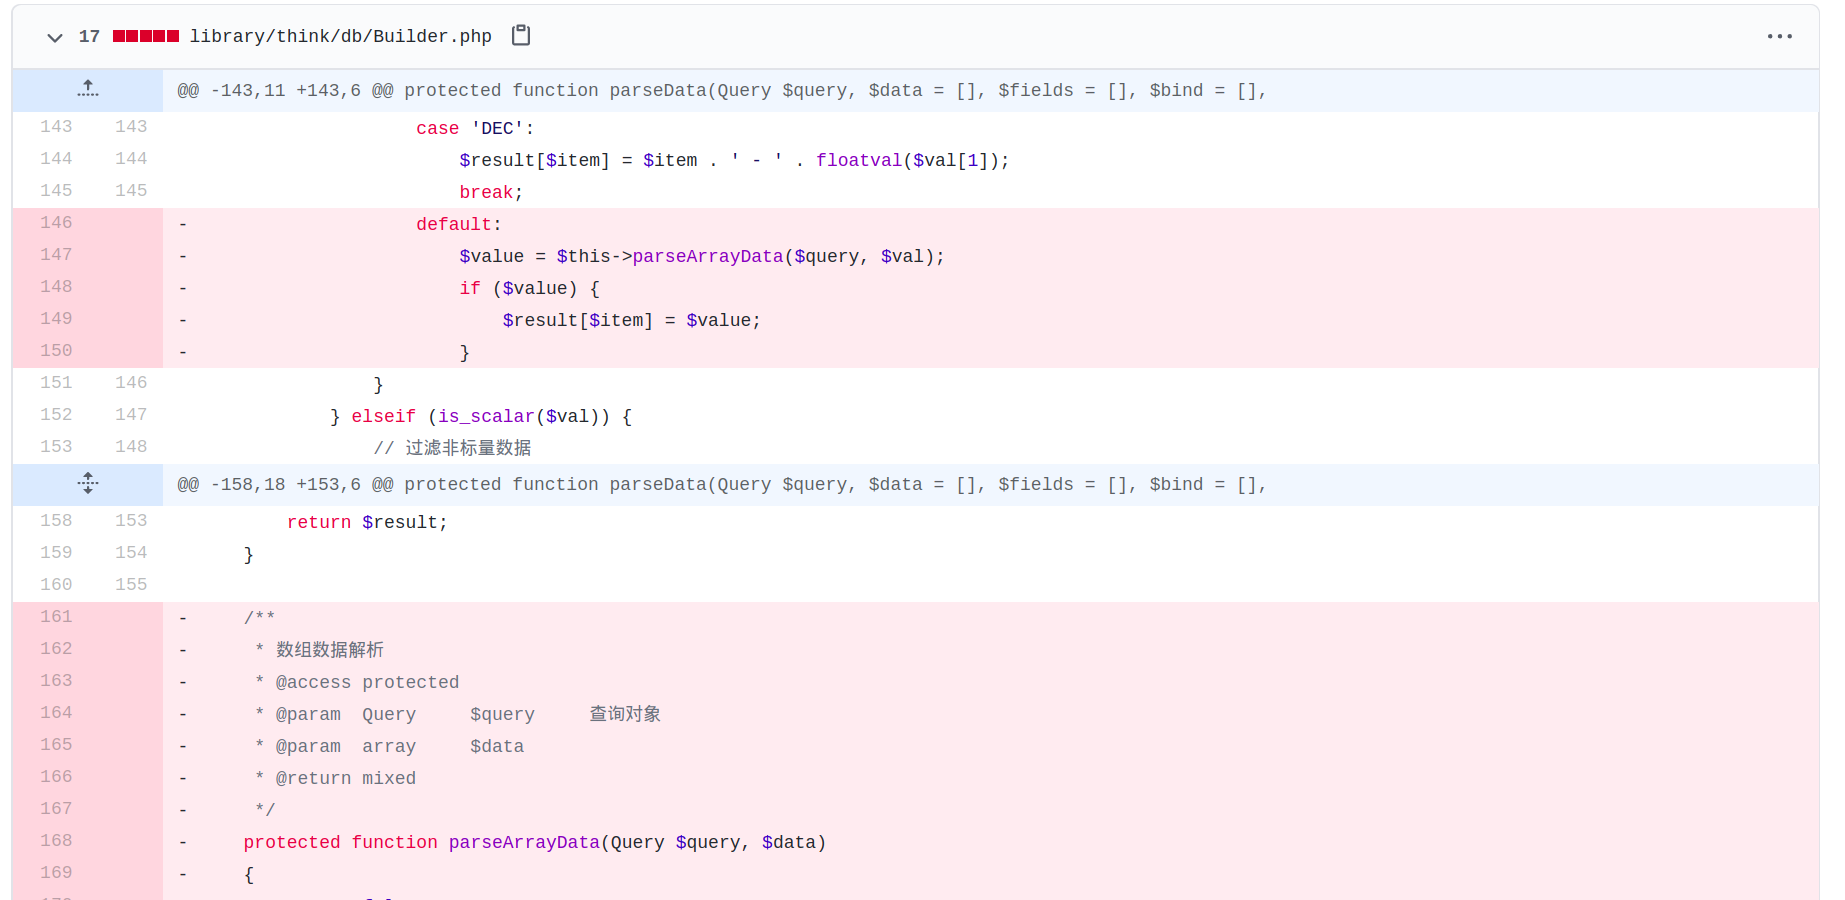 17 library/think/db/Builder.php
@@ -143,11 +143,6 @@ protected function parseData(Query $query, $data = [], $fields = [], $bind = [],
143 143 case 'DEC':
144 144 $result[$item] = $item . ' - ' . floatval($val[1]);
145 145 break;
146 - default:
147 - $value = $this->parseArrayData($query, $val);
148 - if ($value) {
149 - $result[$item] = $value;
150 - }
151 146 }
152 147 } elseif (is_scalar($val)) {
153 148 // 过滤非标量数据
@@ -158,18 +153,6 @@ protected function parseData(Query $query, $data = [], $fields = [], $bind = [],
158 153 return $result;
159 154 }
160 155
161 - /**
162 - * 数组数据解析
163 - * @access protected
164 - * @param Query $query 查询对象
165 - * @param array $data
166 - * @return mixed
167 - */
168 - protected function parseArrayData(Query $query, $data)
169 - {